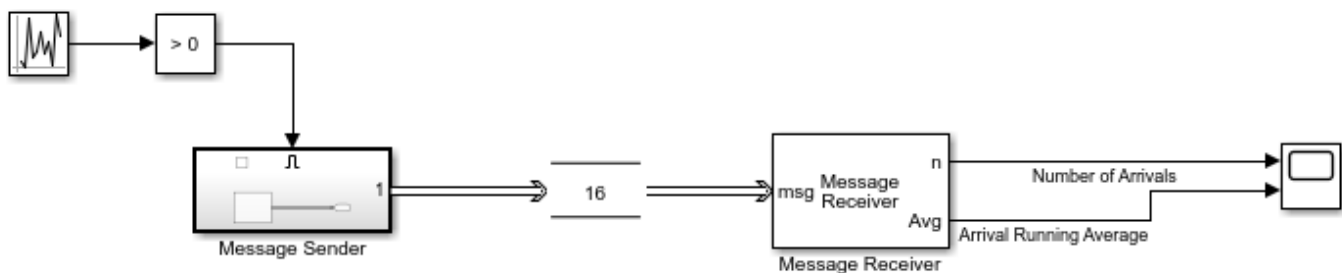 > 0
1
Message Sender
16
msg
Message
Receiver
n
Avg
Message Receiver
Number of Arrivals
Arrival Running Average